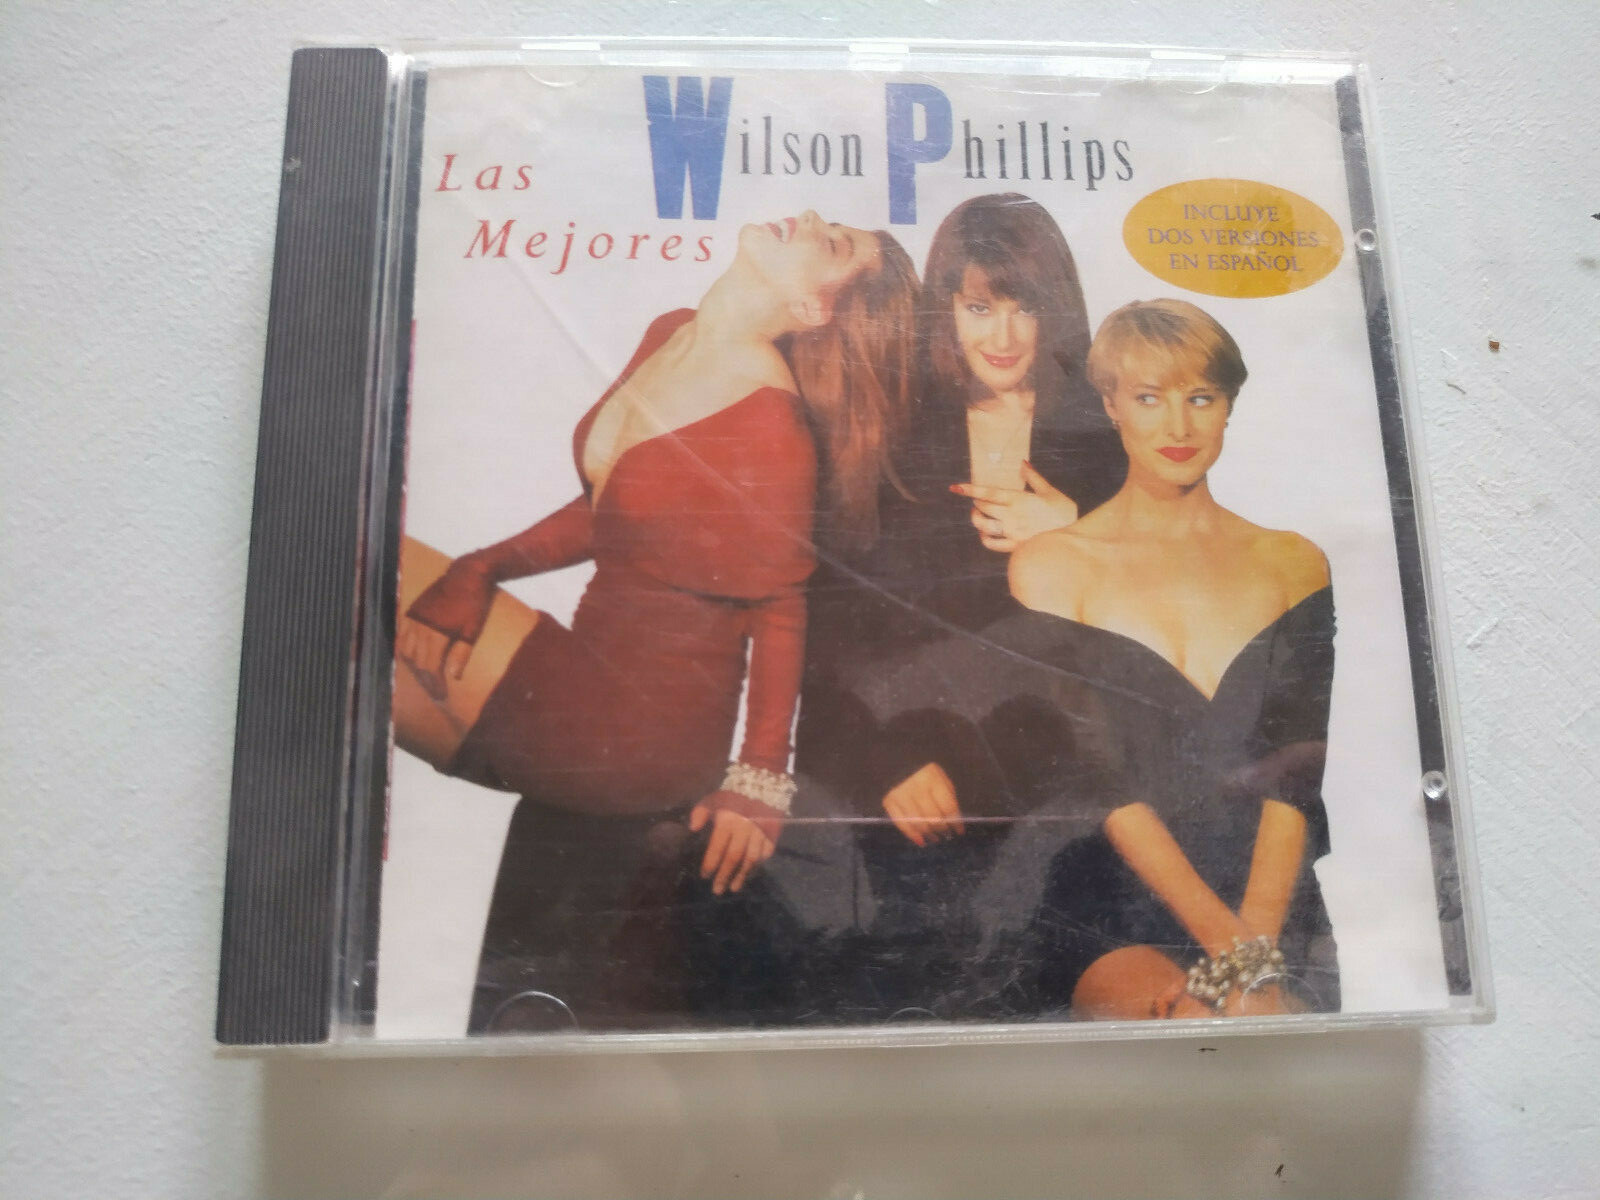 Wilson Phillips
Las
Mejores
INCLUYE
DOS VERSIONES
EN ESPAÑOL